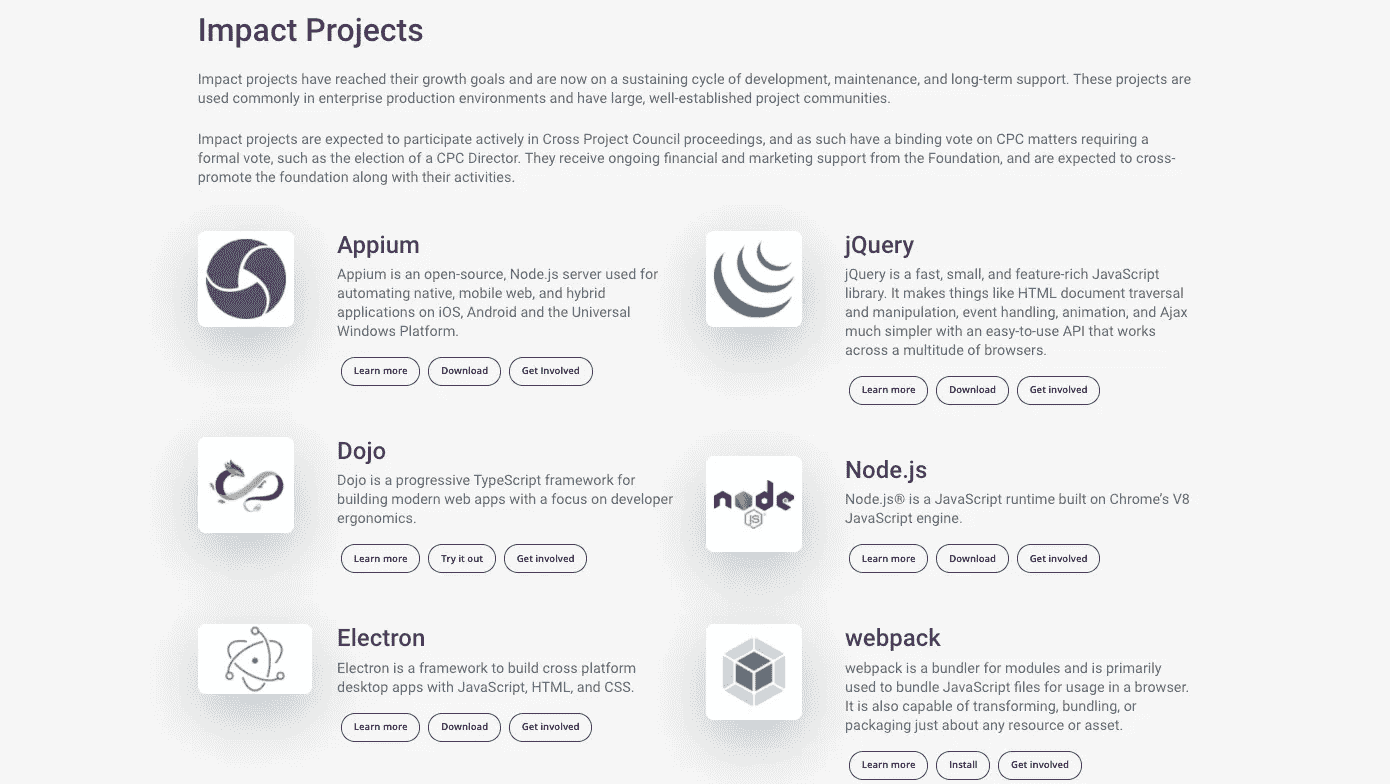 Impact Projects
Impact projects have reached their growth goals and are now on a sustaining cycle of development, maintenance, and long-term support. These projects are
used commonly in enterprise production environments and have large, well-established project communities.
Impact projects are expected to participate actively in Cross Project Council proceedings, and as such have a binding vote on CPC matters requiring a
formal vote, such as the election of a CPC Director. They receive ongoing financial and marketing support from the Foundation, and are expected to cross-
promote the foundation along with their activities.
Appium
Appium is an open-source, Node.js server used for
automating native, mobile web, and hybrid
applications on iOS, Android and the Universal
Windows Platform.
Learn more Download Get Involved
jQuery
jQuery is a fast, small, and feature-rich JavaScript
library. It makes things like HTML document traversal
and manipulation, event handling, animation, and Ajax
much simpler with an easy-to-use API that works
across a multitude of browsers.
Learn more Download Get involved
Dojo
Dojo is a progressive TypeScript framework for
building modern web apps with a focus on developer
ergonomics.
Learn more Try it out Get involved
node
JS
Node.js
Node.js® is a JavaScript runtime built on Chrome’s V8
JavaScript engine.
Learn more Download Get involved
Electron
Electron is a framework to build cross platform
desktop apps with JavaScript, HTML, and CSS.
Learn more Download Get involved
webpack
webpack is a bundler for modules and is primarily
used to bundle JavaScript files for usage in a browser.
It is also capable of transforming, bundling, or
packaging just about any resource or asset.
Learn more Install Get involved